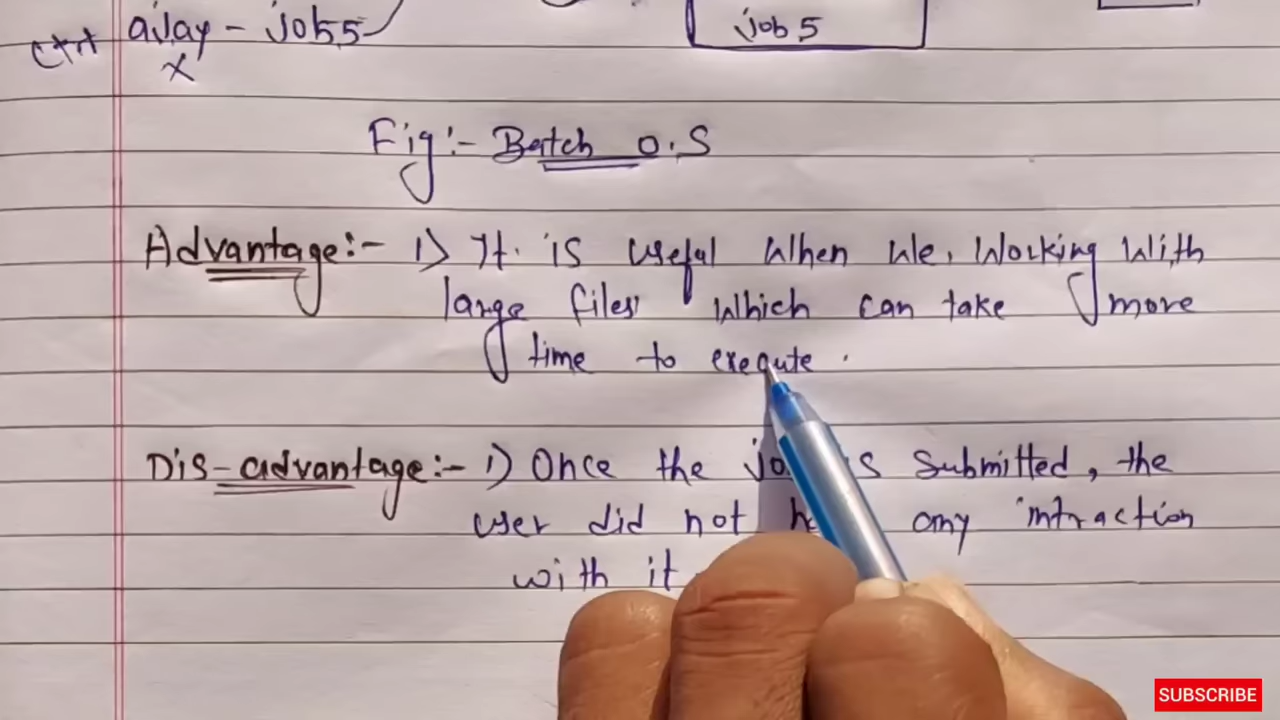 C++ ajay - job5
x
job 5
Fig:- Batch O.S
Advantage:- 1) It is useful when we, working with
large files which can take more
time to exequte.
Dis-advantage:- 1) Once the is submitted, the
user did not any intraction
with it
SUBSCRIBE